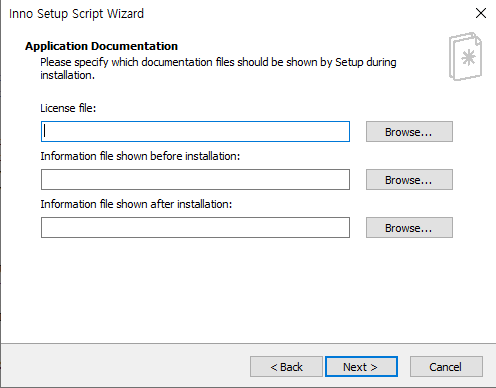 Inno Setup Script Wizard
Application Documentation
Please specify which documentation files should be shown by Setup during
installation.
License file:
Browse...
Information file shown before installation:
Browse...
Information file shown after installation:
Browse...
< Back
Next >
Cancel